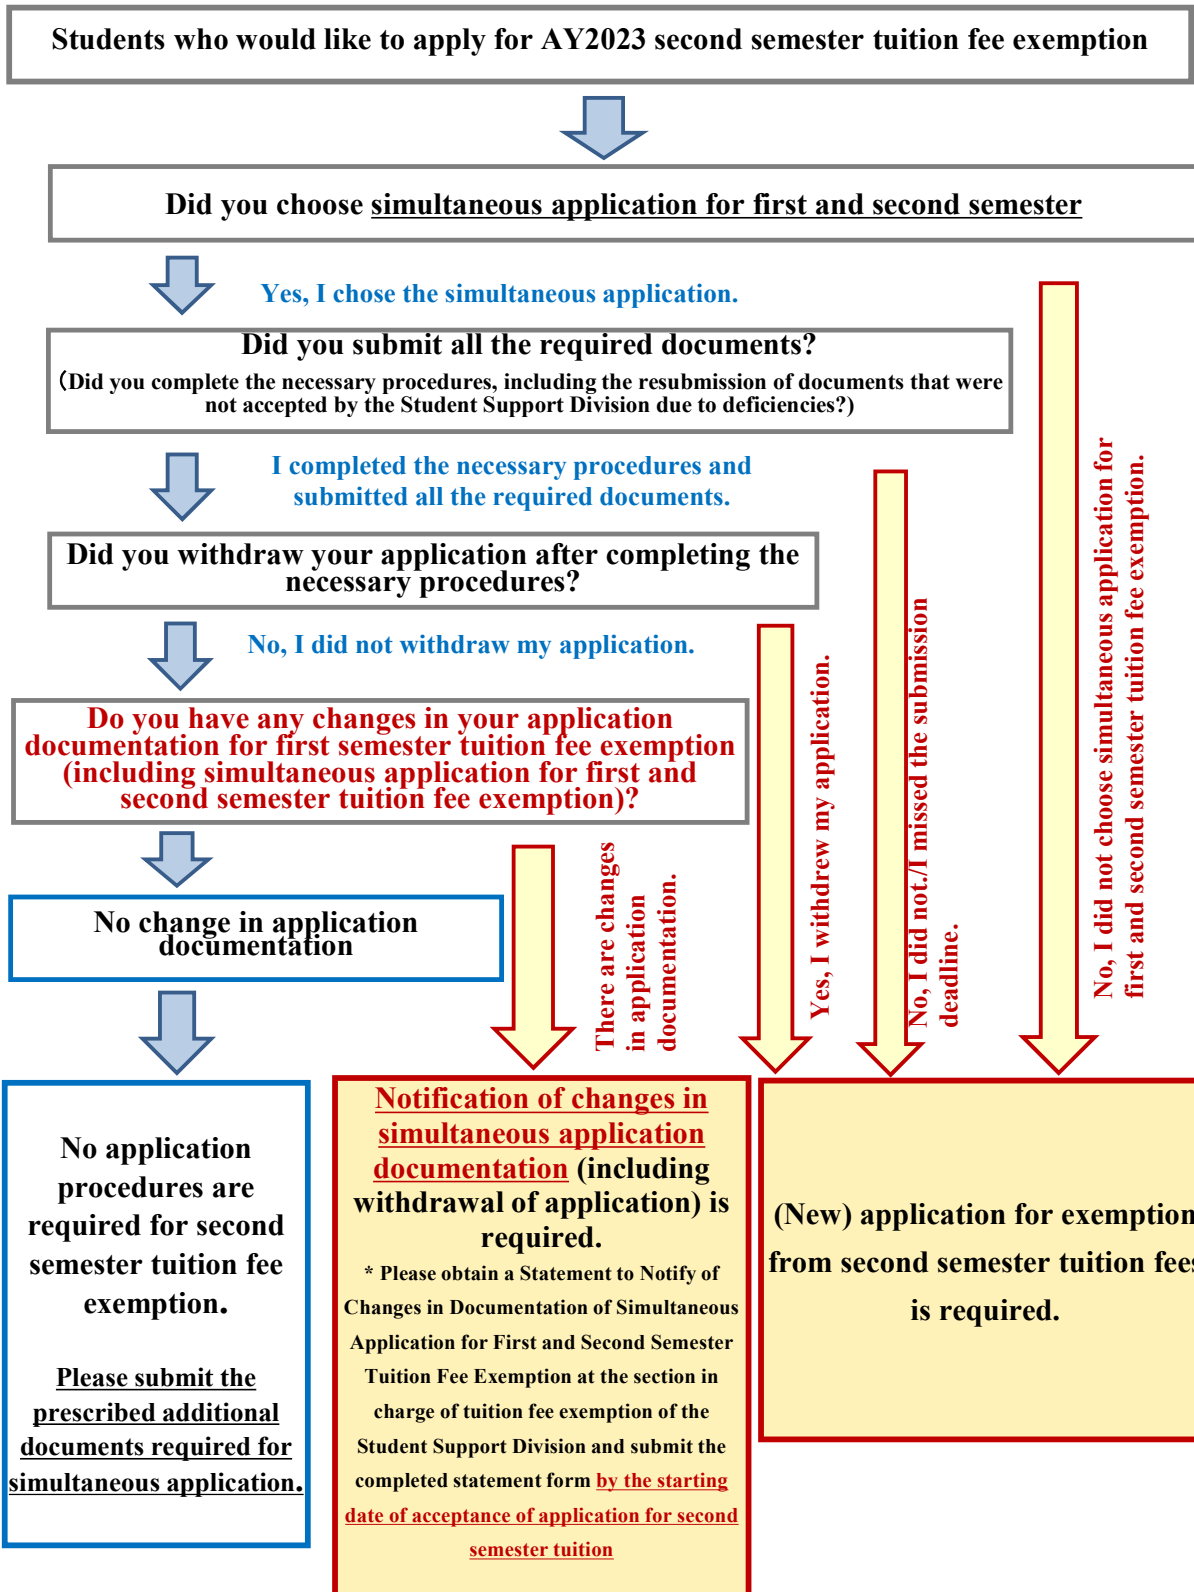 Students who would like to apply for AY2023 second semester tuition fee exemption
Did you choose simultaneous application for first and second semester
Yes, I chose the simultaneous application.
Did you submit all the required documents?
(Did you complete the necessary procedures, including the resubmission of documents that were
not accepted by the Student Support Division due to deficiencies?)
I completed the necessary procedures and
submitted all the required documents.
Did you withdraw your application after completing the
necessary procedures?
No, I did not withdraw my application.
Do you have any changes in your application
documentation for first semester tuition fee exemption
(including simultaneous application for first and
second semester tuition fee exemption)?
No change in application
documentation
There are changes
in application
documentation.
Yes, I withdrew my application.
No, I did not./I missed the submission
deadline.
No, I did not choose simultaneous application for
first and second semester tuition fee exemption.
No application
procedures are
required for second
semester tuition fee
exemption.
Please submit the
prescribed additional
documents required for
simultaneous application.
Notification of changes in
simultaneous application
documentation (including
withdrawal of application) is
required.
* Please obtain a Statement to Notify of
Changes in Documentation of Simultaneous
Application for First and Second Semester
Tuition Fee Exemption at the section in
charge of tuition fee exemption of the
Student Support Division and submit the
completed statement form by the starting
date of acceptance of application for second
semester tuition
(New) application for exemption
from second semester tuition fees
is required.